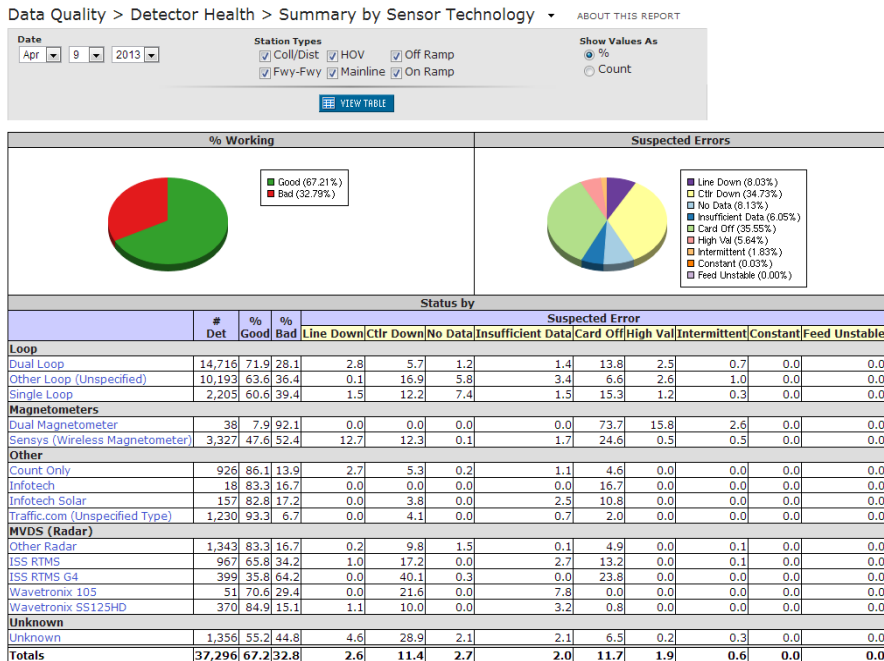 Data Quality > Detector Health > Summary by Sensor Technology ABOUT THIS REPORT
Date Station Types Show Values As
Apr 9 2013 Coll/Dist HOV Off Ramp %
Fwy-Fwy Mainline On Ramp Count
VIEW TABLE
% Working Suspected Errors
Good (67.21%)
Bad (32.79%)
Line Down (8.03%)
Ctlr Down (34.73%)
No Data (8.13%)
Insufficient Data (6.05%)
Card Off (35.55%)
High Val (5.64%)
Intermittent (1.83%)
Constant (0.03%)
Feed Unstable (0.00%)
Status by
# Det % Good % Bad Suspected Error
Line Down Ctlr Down No Data Insufficient Data Card Off High Val Intermittent Constant Feed Unstable
Loop
Dual Loop 14,716 71.9 28.1 2.8 5.7 1.2 1.4 13.8 2.5 0.7 0.0 0.0
Other Loop (Unspecified) 10,193 63.6 36.4 0.1 16.9 5.8 3.4 6.6 2.6 1.0 0.0 0.0
Single Loop 2,205 60.6 39.4 1.5 12.2 7.4 1.5 15.3 1.2 0.3 0.0 0.0
Magnetometers
Dual Magnetometer 38 7.9 92.1 0.0 0.0 0.0 0.0 73.7 15.8 2.6 0.0 0.0
Sensys (Wireless Magnetometer) 3,327 47.6 52.4 12.7 12.3 0.1 1.7 24.6 0.5 0.5 0.0 0.0
Other
Count Only 926 86.1 13.9 2.7 5.3 0.2 1.1 4.6 0.0 0.0 0.0 0.0
Infotech 18 83.3 16.7 0.0 0.0 0.0 0.0 16.7 0.0 0.0 0.0 0.0
Infotech Solar 157 82.8 17.2 0.0 3.8 0.0 2.5 10.8 0.0 0.0 0.0 0.0
Traffic.com (Unspecified Type) 1,230 93.3 6.7 0.0 4.1 0.0 0.7 2.0 0.0 0.0 0.0 0.0
MVDS (Radar)
Other Radar 1,343 83.3 16.7 0.2 9.8 1.5 0.1 4.9 0.0 0.1 0.0 0.0
ISS RTMS 967 65.8 34.2 1.0 17.2 0.0 2.7 13.2 0.0 0.1 0.0 0.0
ISS RTMS G4 399 35.8 64.2 0.0 40.1 0.3 0.0 23.8 0.0 0.0 0.0 0.0
Wavetronix 105 51 70.6 29.4 0.0 21.6 0.0 7.8 0.0 0.0 0.0 0.0 0.0
Wavetronix SS125HD 370 84.9 15.1 1.1 10.0 0.0 3.2 0.8 0.0 0.0 0.0 0.0
Unknown
Unknown 1,356 55.2 44.8 4.6 28.9 2.1 2.1 6.5 0.2 0.3 0.0 0.0
Totals 37,296 67.2 32.8 2.6 11.4 2.7 2.0 11.7 1.9 0.6 0.0 0.0